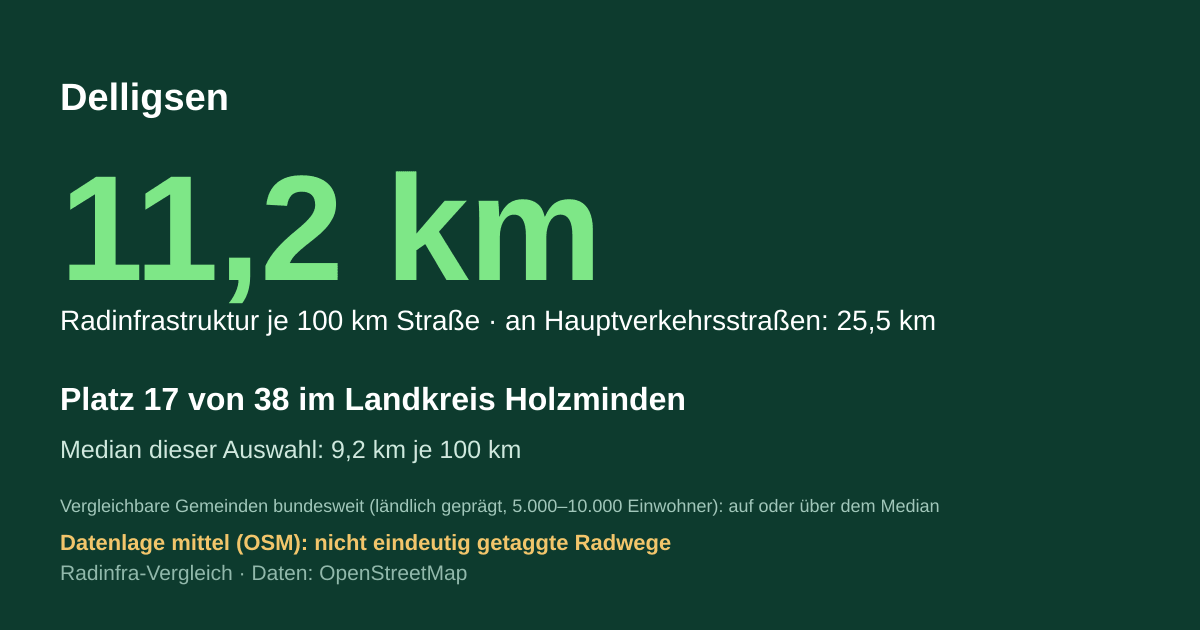 Delligsen
11,2 km
Radinfrastruktur je 100 km Straße · an Hauptverkehrsstraßen: 25,5 km
Platz 17 von 38 im Landkreis Holzminden
Median dieser Auswahl: 9,2 km je 100 km
Vergleichbare Gemeinden bundesweit (ländlich geprägt, 5.000–10.000 Einwohner): auf oder über dem Median
Datenlage mittel (OSM): nicht eindeutig getaggte Radwege
Radinfra-Vergleich · Daten: OpenStreetMap